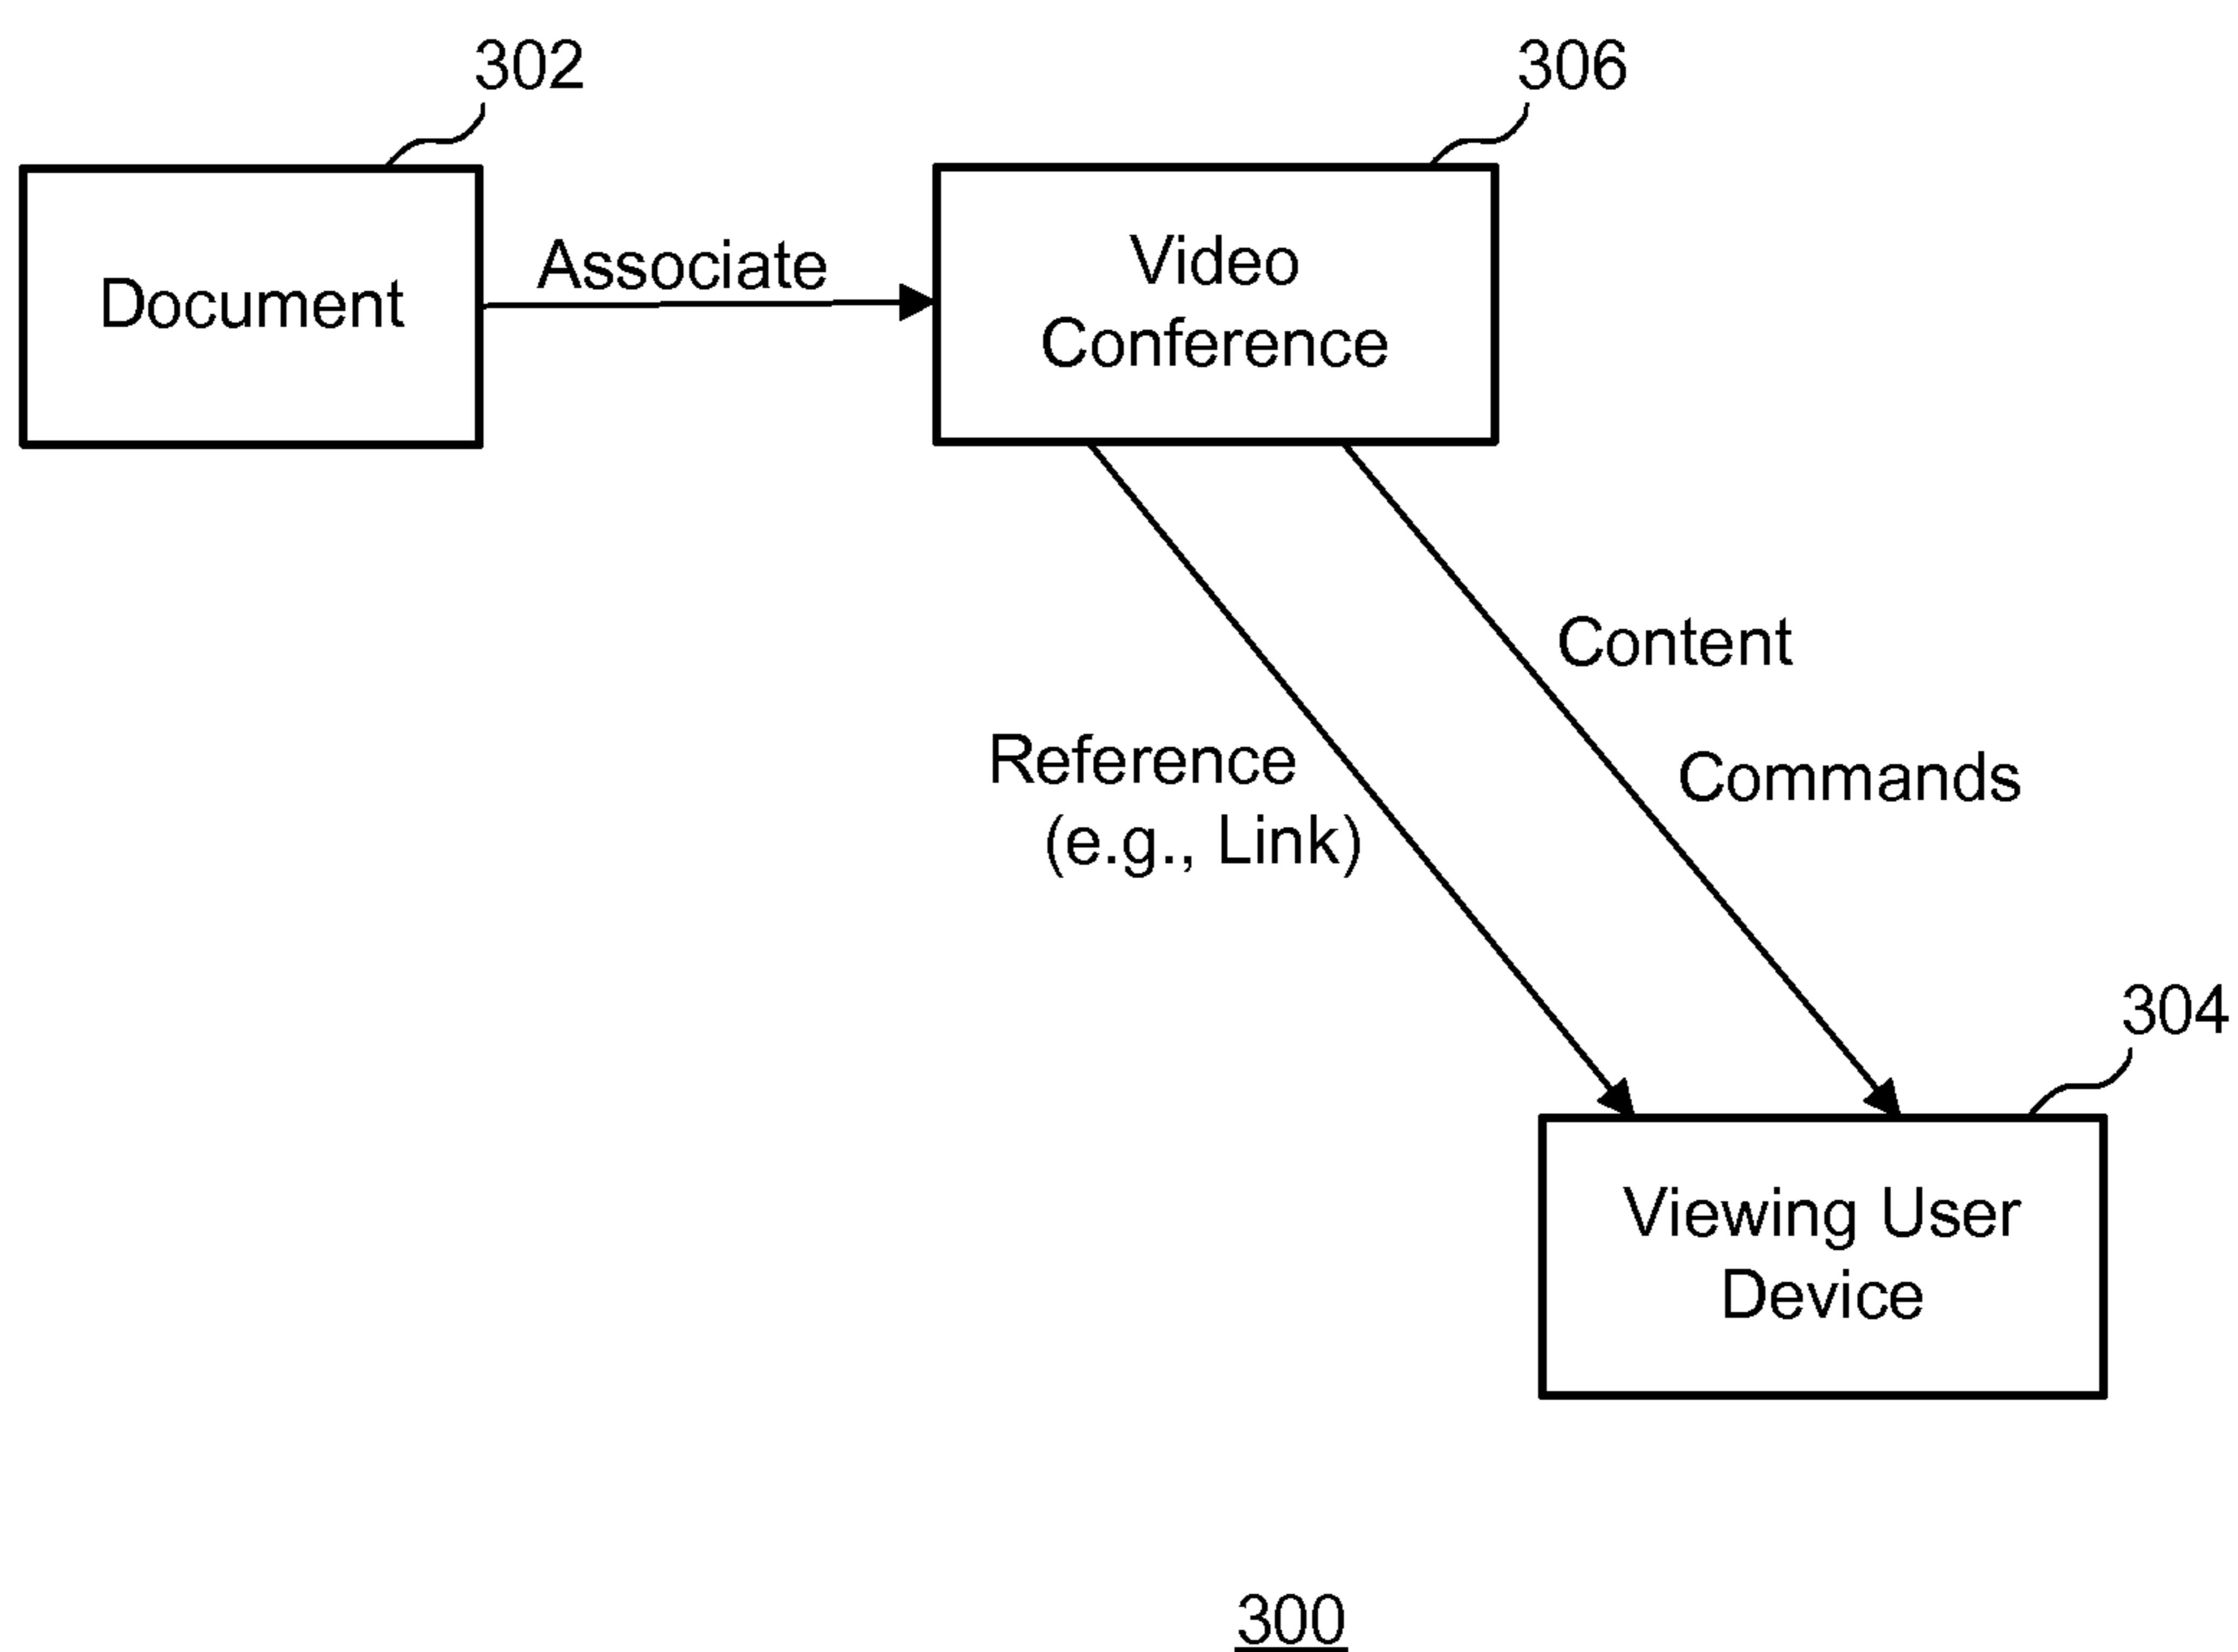 302
306
Document
Associate
Video
Conference
Content
Reference
(e.g., Link)
Commands
304
Viewing User
Device
300